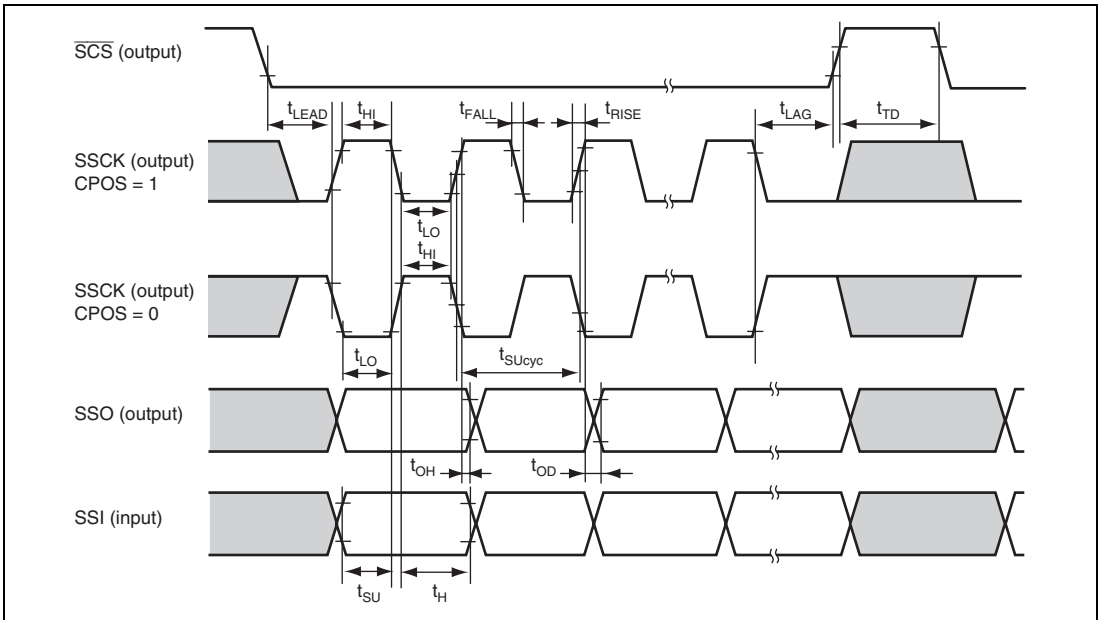 SCS (output)
tLEAD tHI tFALL tRISE tLAG tTD
SSCK (output)
CPOS = 1
tLO
tHI
SSCK (output)
CPOS = 0
tLO tSUcyc
SSO (output)
tOH tOD
SSI (input)
tSU tH